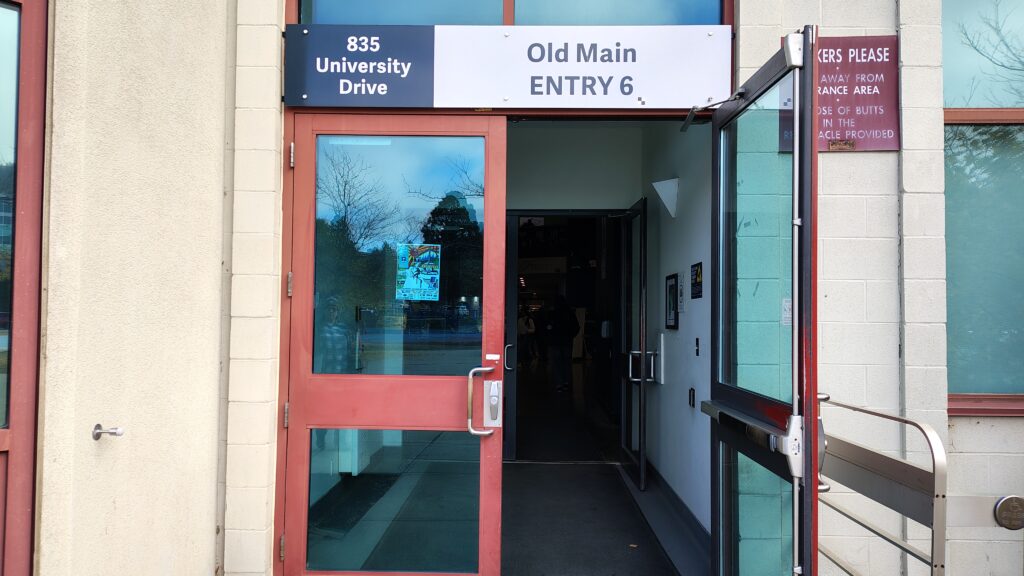 835
University
Drive
Old Main
ENTRY 6
KERS PLEASE
AWAY FROM
RANCE AREA
OSE OF BUTTS
IN THE
ACLE PROVIDED